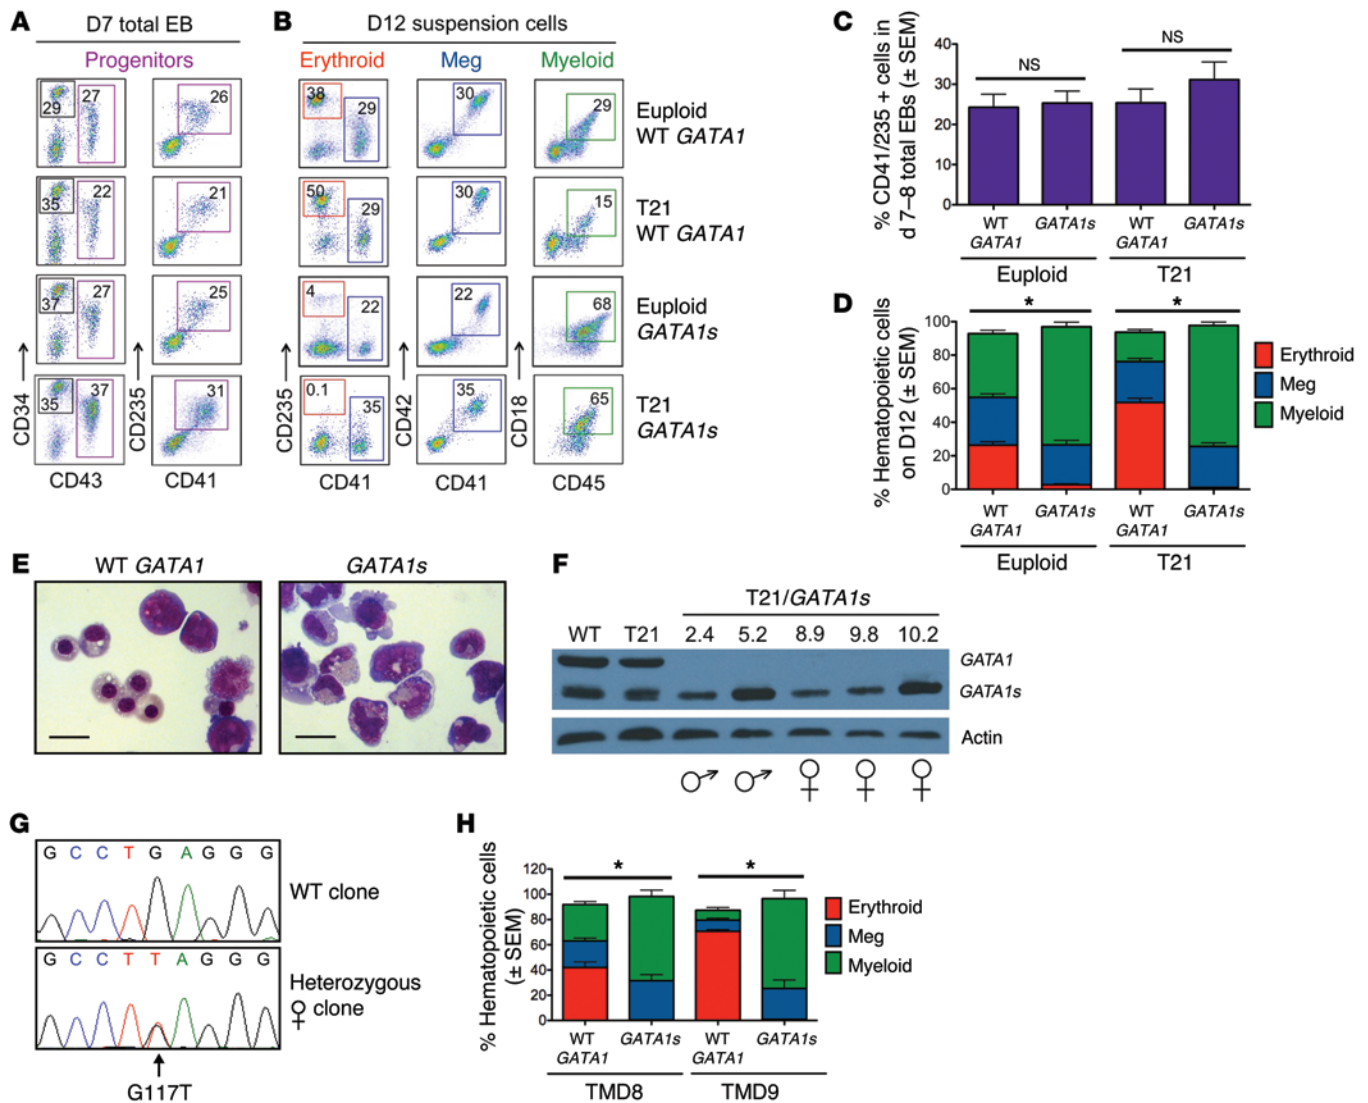 A
D7 total EB
Progenitors
29
27
26
35
22
21
37
27
25
35
37
31
CD34
CD235
CD43
CD41
B
D12 suspension cells
Erythroid
Meg
Myeloid
38
29
30
29
Euploid
WT GATA1
50
29
30
15
T21
WT GATA1
4
22
22
68
Euploid
GATA1s
0.1
35
35
65
T21
GATA1s
CD235
CD42
CD18
CD41
CD41
CD45
C
% CD41/235 + cells in
d 7–8 total EBs (± SEM)
40
30
20
10
0
NS
NS
WT
GATA1
GATA1s
WT
GATA1
GATA1s
Euploid
T21
D
% Hematopoietic cells
on D12 (± SEM)
100
80
60
40
20
0
*
*
Erythroid
Meg
Myeloid
WT
GATA1
GATA1s
WT
GATA1
GATA1s
Euploid
T21
E
WT GATA1
GATA1s
F
T21/GATA1s
WT T21 2.4 5.2 8.9 9.8 10.2
GATA1
GATA1s
Actin
♂ ♂ ♀ ♀ ♀
G
G C C T G A G G G
WT clone
G C C T T A G G G
Heterozygous
♀ clone
G117T
H
% Hematopoietic cells
(± SEM)
120
100
80
60
40
20
0
*
*
Erythroid
Meg
Myeloid
WT
GATA1
GATA1s
WT
GATA1
GATA1s
TMD8
TMD9